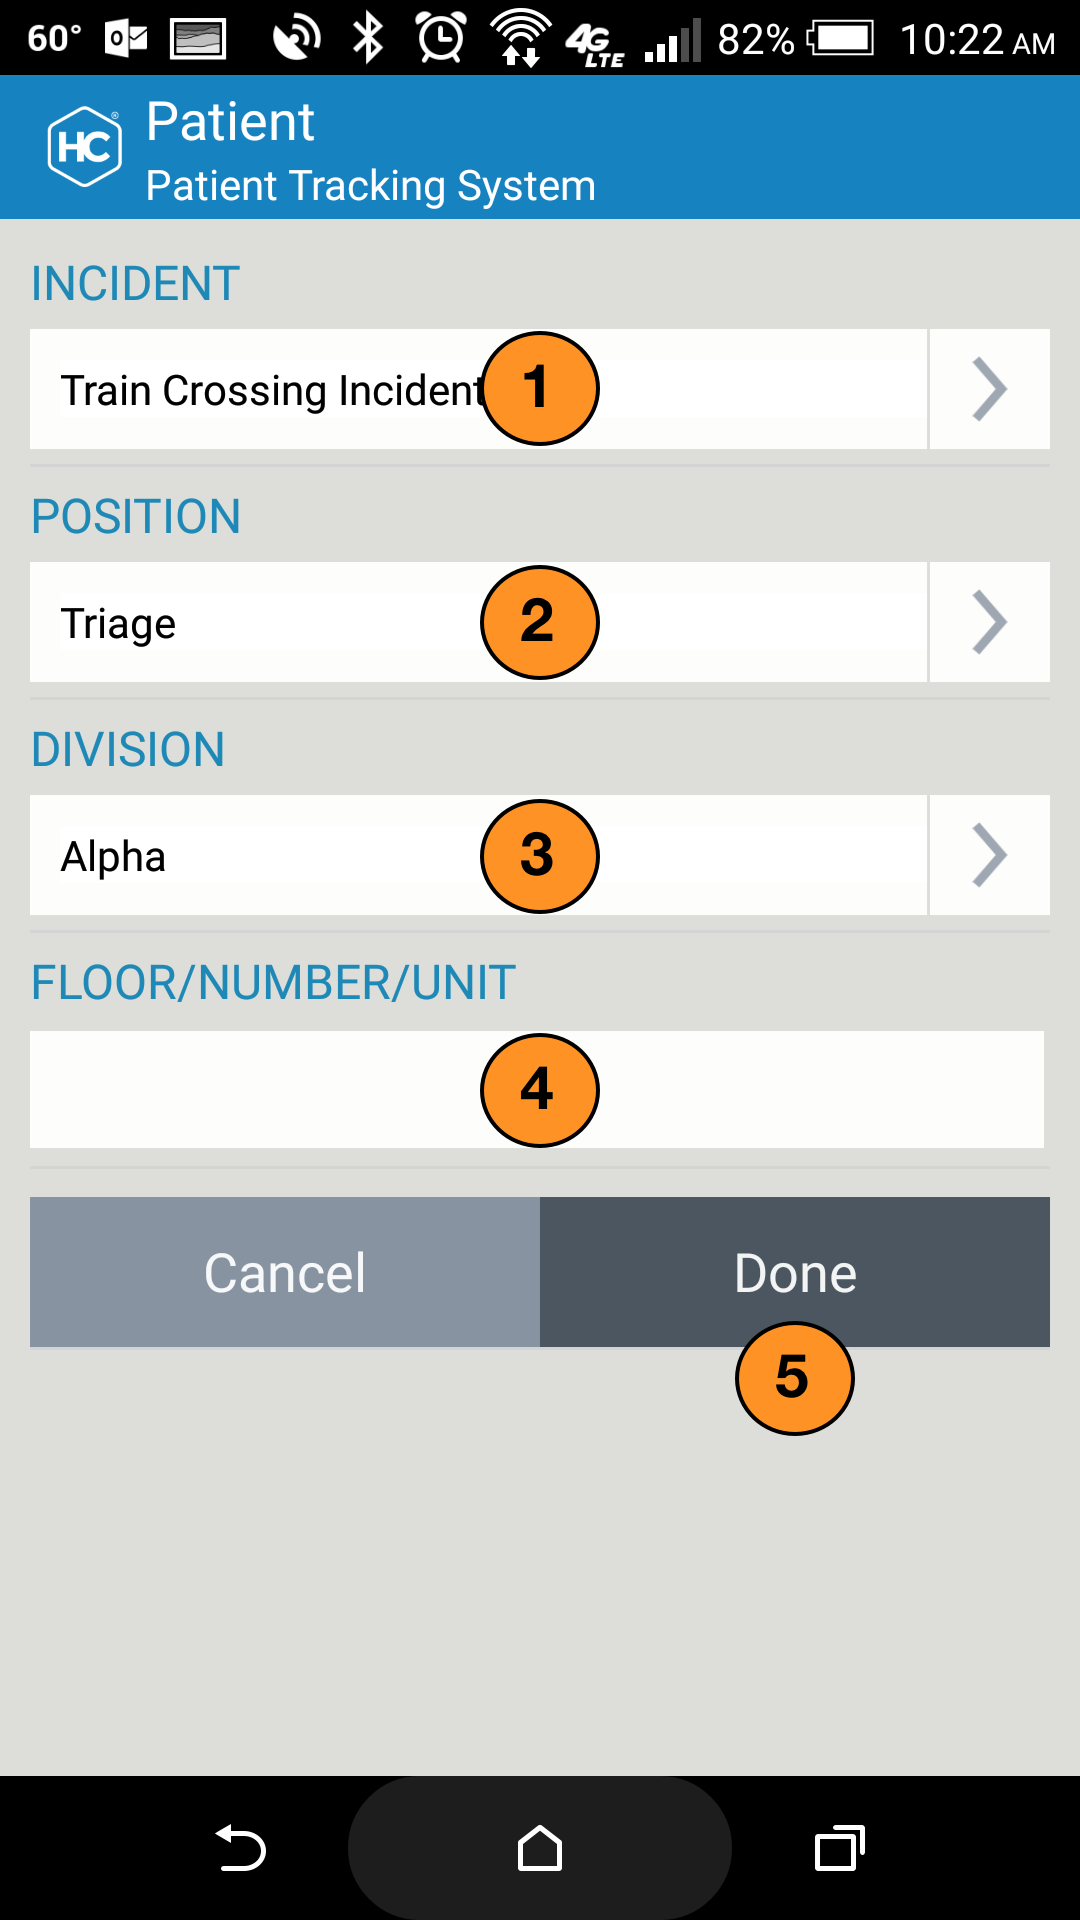 60° 4G LTE 82% 10:22 AM
HC® Patient
Patient Tracking System
INCIDENT
Train Crossing Incident 1
POSITION
Triage 2
DIVISION
Alpha 3
FLOOR/NUMBER/UNIT
4
Cancel Done
5